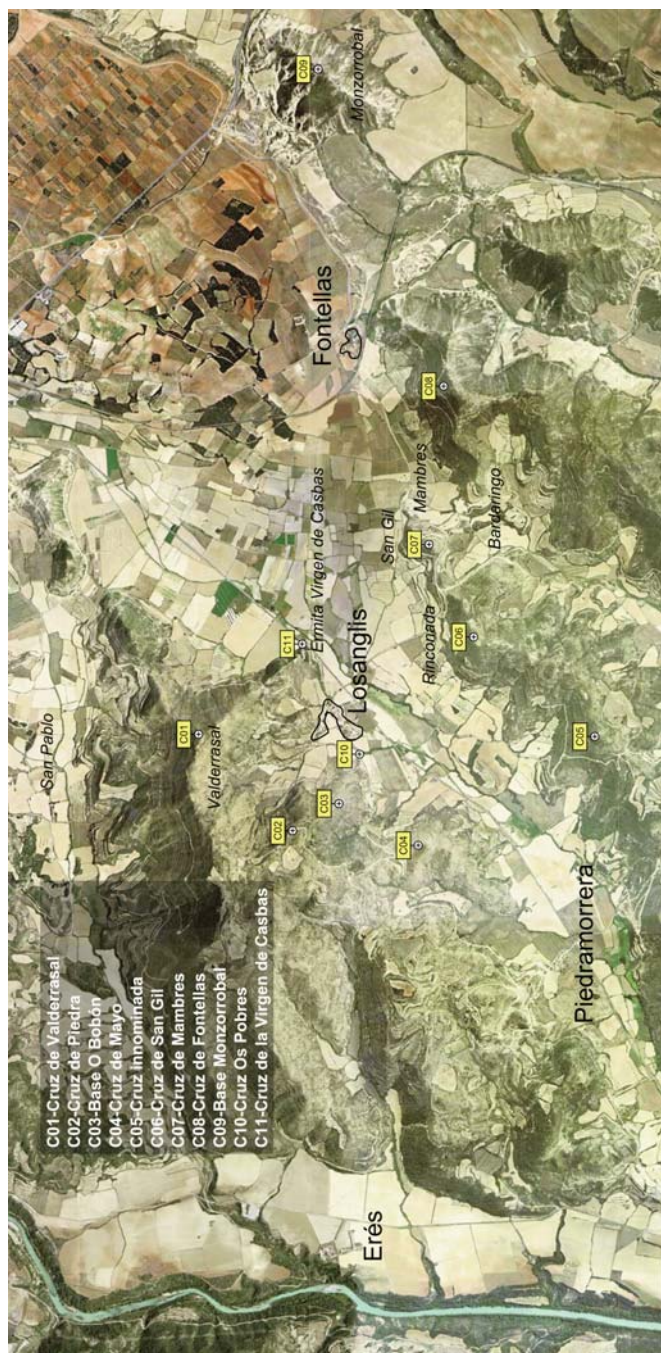 C01-Cruz de Valderrasal
C02-Cruz de Piedra
C03-Base O Bobón
C04-Cruz de Mayo
C05-Cruz Innominada
C06-Cruz de San Gil
C07-Cruz de Mambres
C08-Cruz de Fontellas
C09-Base Monzorrobal
C10-Cruz Os Pobres
C11-Cruz de la Virgen de Casbas
San Pablo
C01
Valderrasal
C02
C03
C10
C11
Ermita Virgen de Casbas
Losanglis
Fontellas
C09
Monzorrobal
Erés
C04
San Gil
C07
Mambres
C08
Rinconada
C06
Bardaringo
C05
Piedramorrera